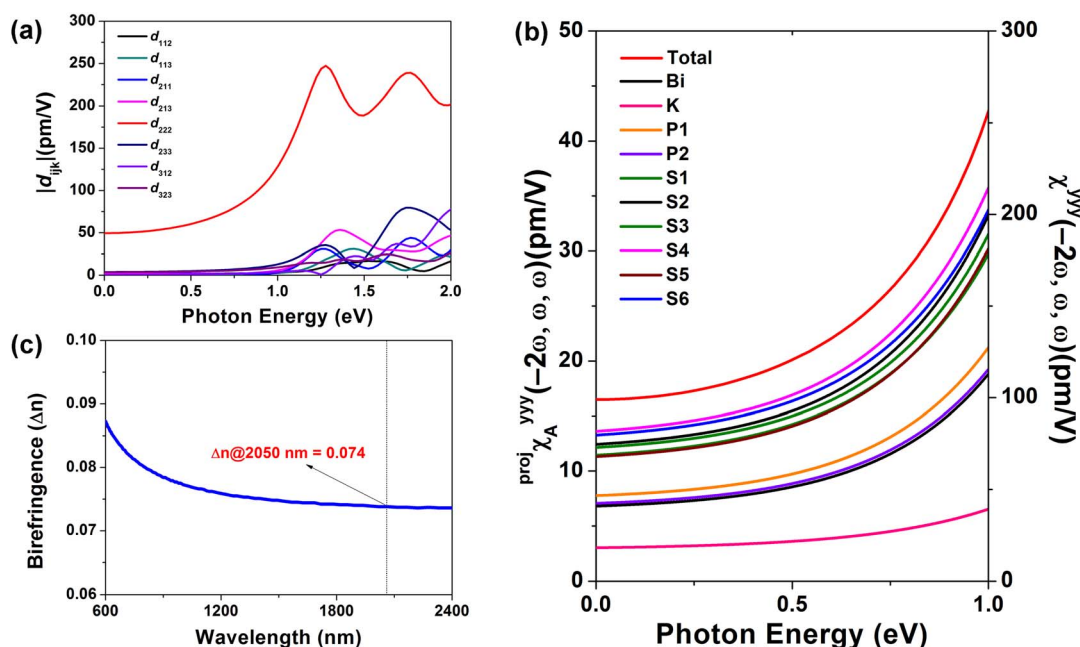 (a)
300
250
200
150
100
50
0
|dijk|(pm/V)
d112
d113
d211
d213
d222
d233
d312
d323
0.0 0.5 1.0 1.5 2.0
Photon Energy (eV)
(b)
50
40
30
20
10
0
proj χA yyy (−2ω, ω, ω)(pm/V)
Total
Bi
K
P1
P2
S1
S2
S3
S4
S5
S6
300
200
100
0
χyyy(−2ω, ω, ω)(pm/V)
0.0 0.5 1.0
Photon Energy (eV)
(c)
0.10
0.09
0.08
0.07
0.06
Birefringence (Δn)
Δn@2050 nm = 0.074
600 1200 1800 2400
Wavelength (nm)